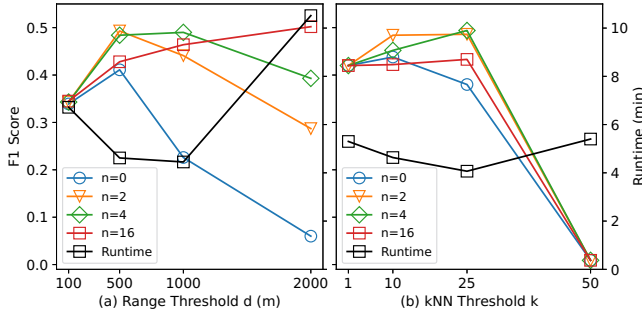 F1 Score
0.5
0.4
0.3
0.2
0.1
0.0
n=0
n=2
n=4
n=16
Runtime
100 500 1000 2000
(a) Range Threshold d (m)
n=0
n=2
n=4
n=16
Runtime
1 10 25 50
(b) kNN Threshold k
10
8
6
4
2
0
Runtime (min)